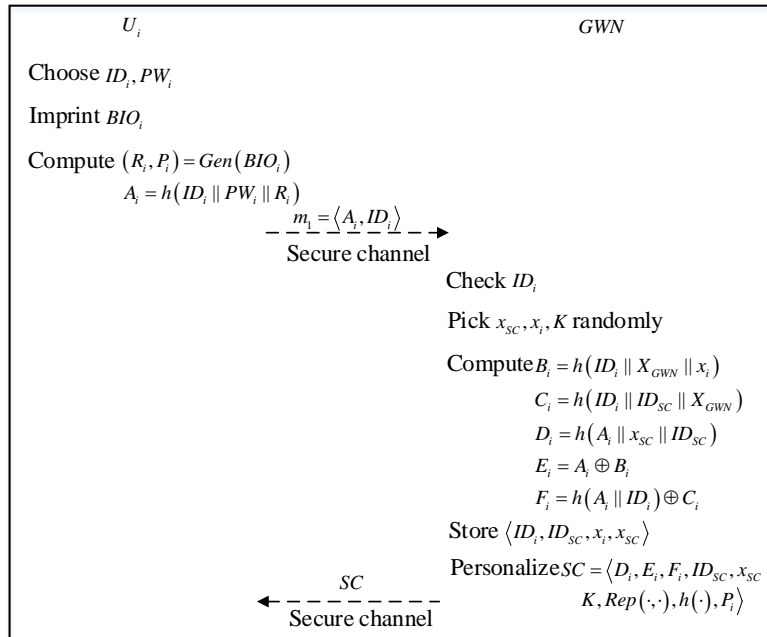 U_i GWN
Choose ID_i, PW_i
Imprint BIO_i
Compute (R_i, P_i) = Gen(BIO_i)
A_i = h(ID_i || PW_i || R_i)
m_1 = ⟨A_i, ID_i⟩
Secure channel
Check ID_i
Pick x_SC, x_i, K randomly
Compute B_i = h(ID_i || X_GWN || x_i)
C_i = h(ID_i || ID_SC || X_GWN)
D_i = h(A_i || x_SC || ID_SC)
E_i = A_i ⊕ B_i
F_i = h(A_i || ID_i) ⊕ C_i
Store ⟨ID_i, ID_SC, x_i, x_SC⟩
Personalize SC = ⟨D_i, E_i, F_i, ID_SC, x_SC
SC
Secure channel
K, Rep(·,·), h(·), P_i⟩